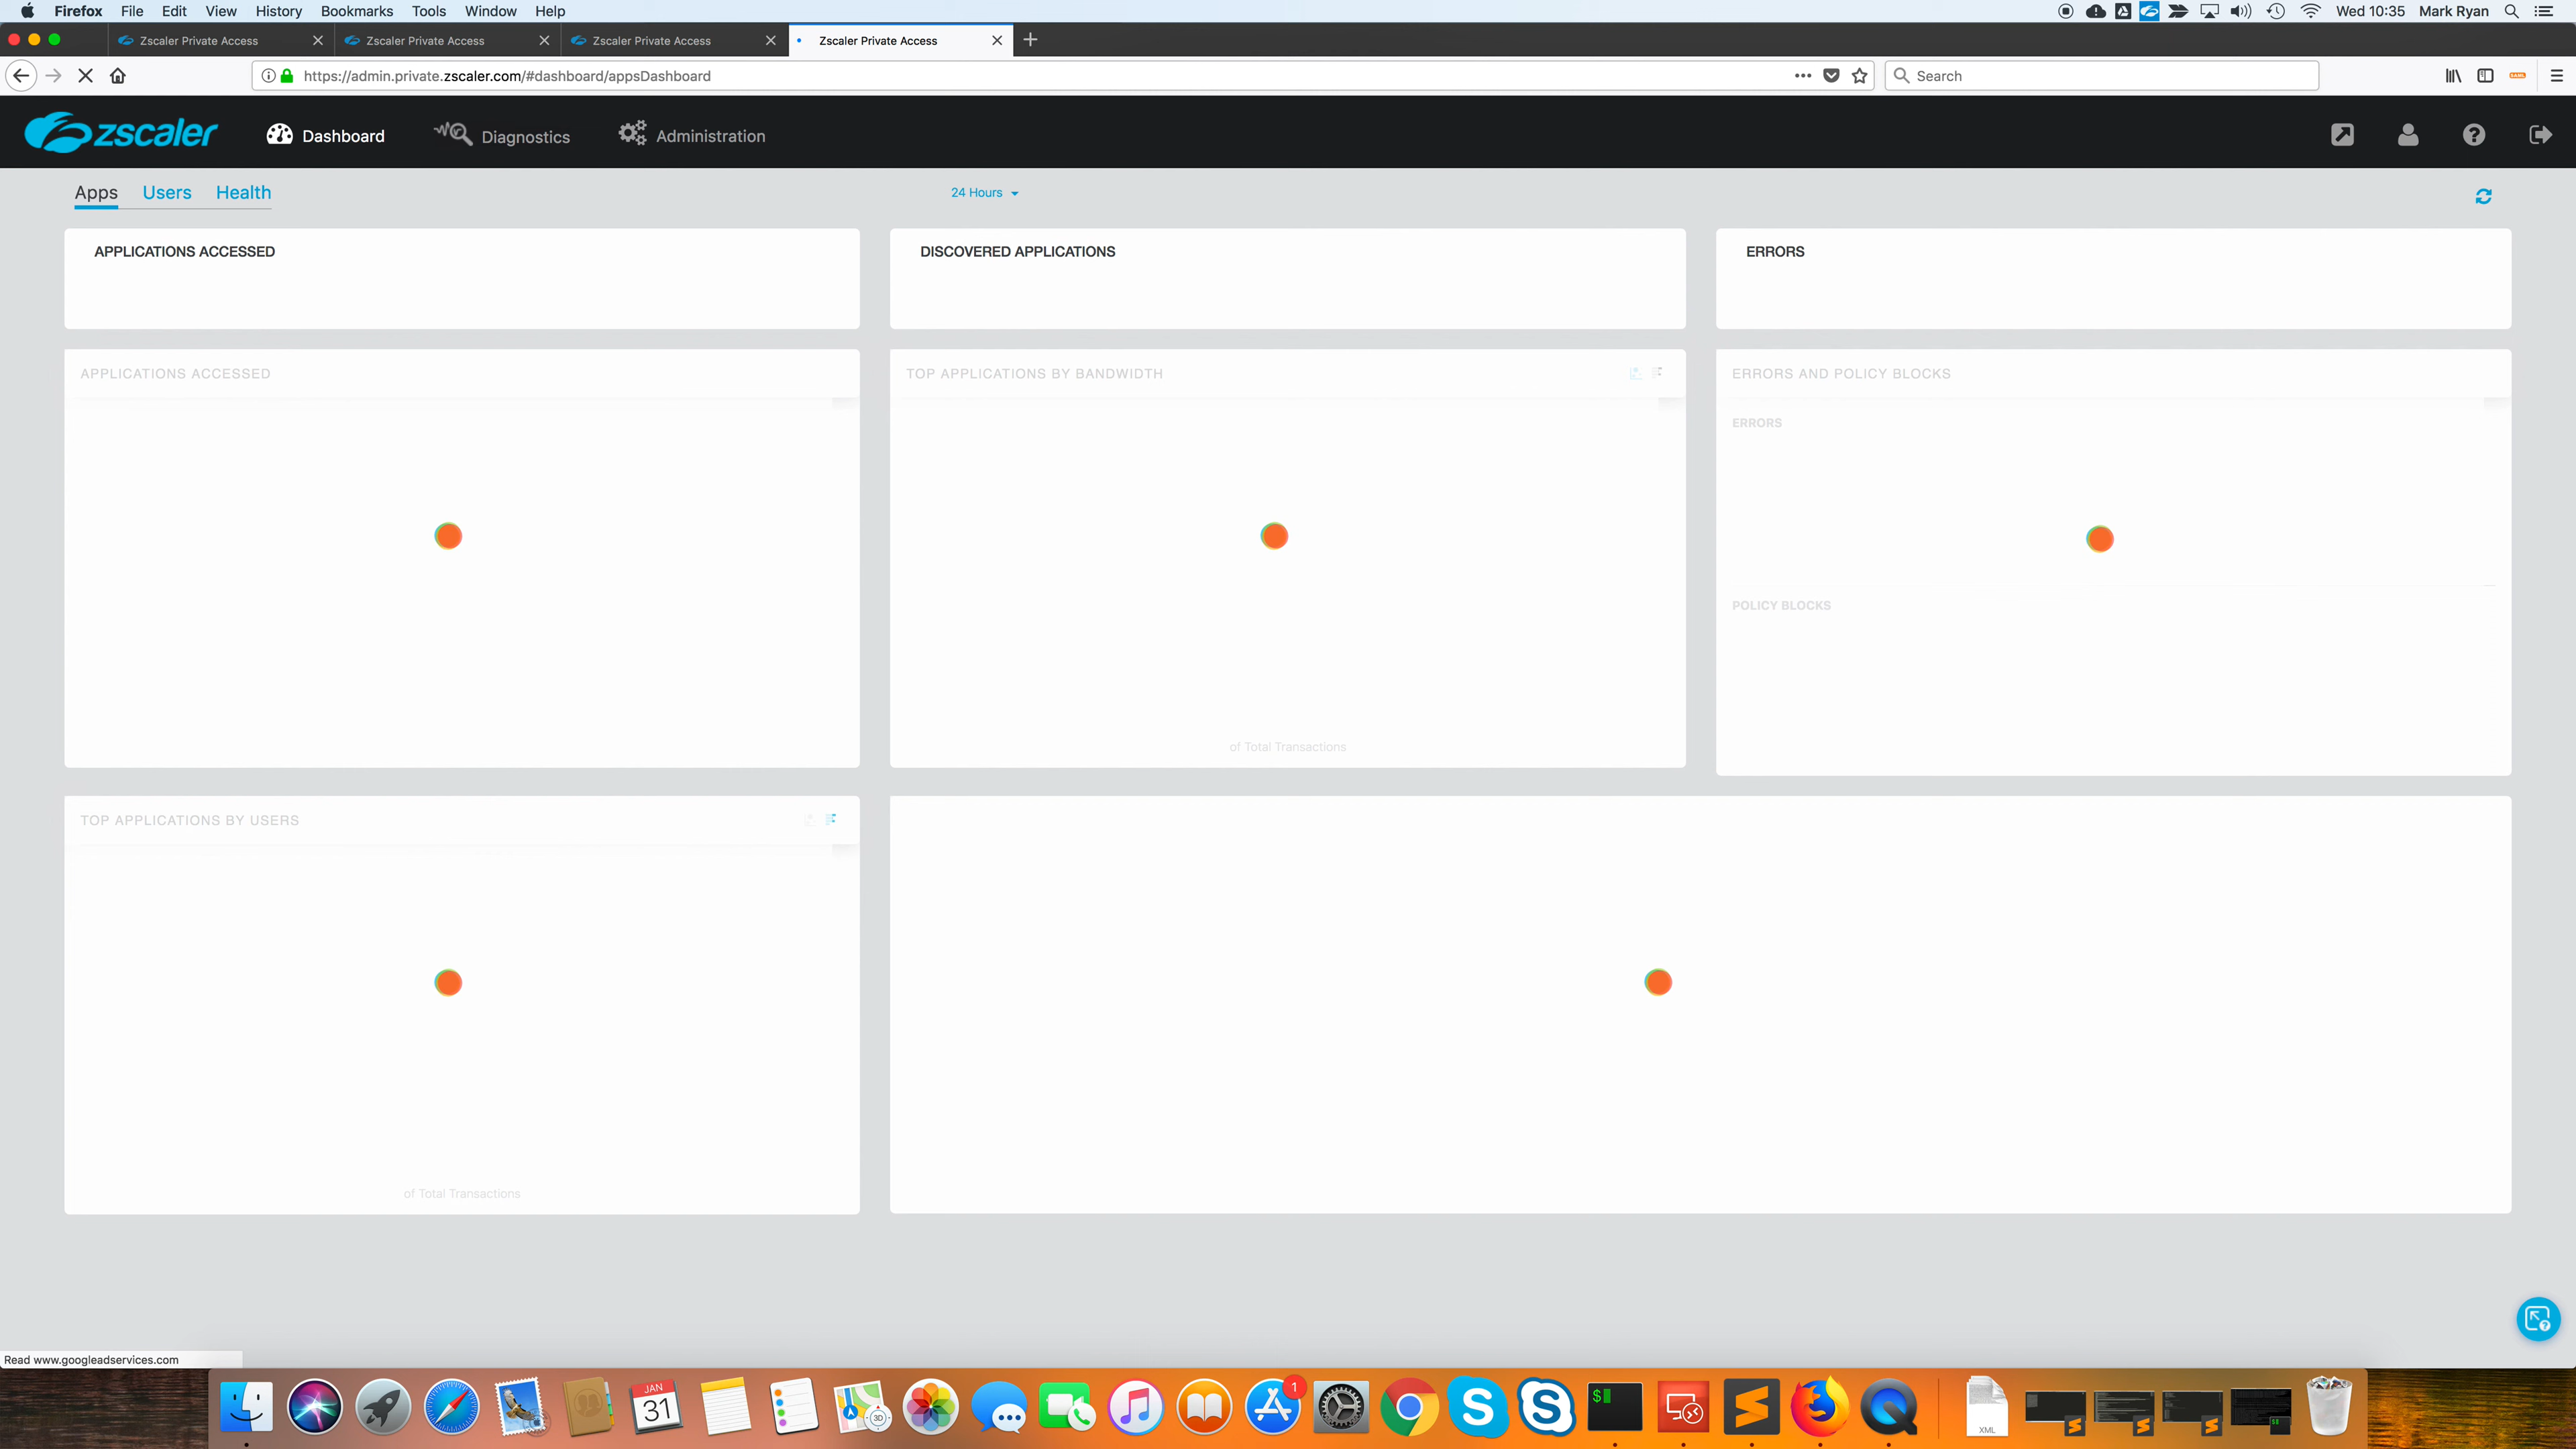 Firefox File Edit View History Bookmarks Tools Window Help Wed 10:35 Mark Ryan
Zscaler Private Access Zscaler Private Access Zscaler Private Access Zscaler Private Access
https://admin.private.zscaler.com/#dashboard/appsDashboard Search
zscaler Dashboard Diagnostics Administration
Apps Users Health 24 Hours
APPLICATIONS ACCESSED DISCOVERED APPLICATIONS ERRORS
APPLICATIONS ACCESSED TOP APPLICATIONS BY BANDWIDTH ERRORS AND POLICY BLOCKS
ERRORS
POLICY BLOCKS
of Total Transactions
TOP APPLICATIONS BY USERS
of Total Transactions
Read www.googleadservices.com
JAN
31
3D
1
$
XML